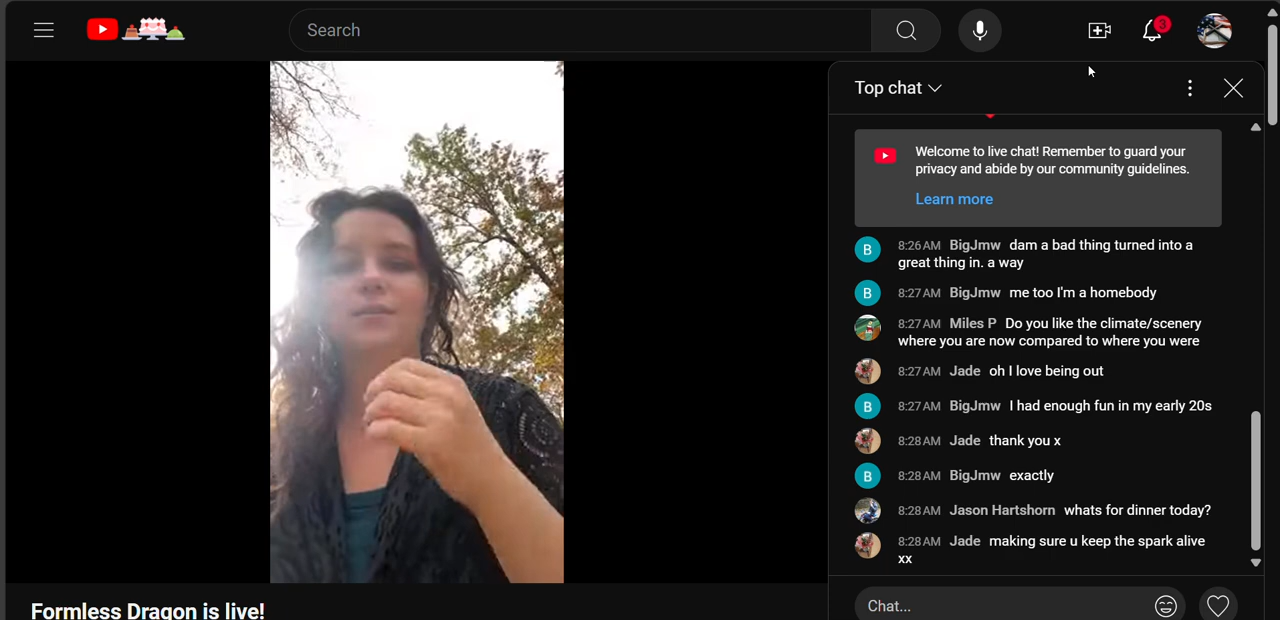 Search
3
Top chat
Welcome to live chat! Remember to guard your
privacy and abide by our community guidelines.
Learn more
B 8:26 AM BigJmw dam a bad thing turned into a
great thing in. a way
B 8:27 AM BigJmw me too I'm a homebody
8:27 AM Miles P Do you like the climate/scenery
where you are now compared to where you were
8:27 AM Jade oh I love being out
B 8:27 AM BigJmw I had enough fun in my early 20s
8:28 AM Jade thank you x
B 8:28 AM BigJmw exactly
8:28 AM Jason Hartshorn whats for dinner today?
8:28 AM Jade making sure u keep the spark alive
xx
Chat...
Formless Dragon is live!